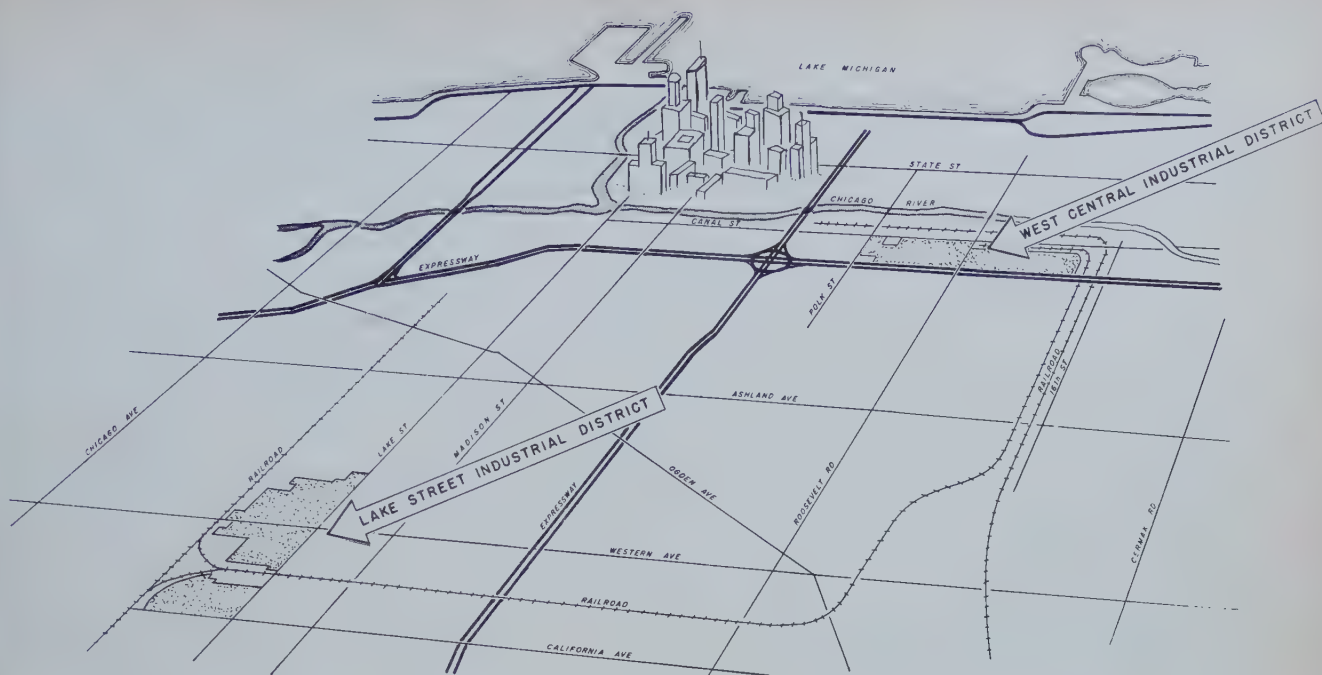 LAKE MICHIGAN
WEST CENTRAL INDUSTRIAL DISTRICT
STATE ST
CHICAGO RIVER
CANAL ST
EXPRESSWAY
POLK ST
RAILROAD
16th ST
ASHLAND AVE
CHICAGO AVE
RAILROAD
LAKE ST
MADISON ST
LAKE STREET INDUSTRIAL DISTRICT
OGDEN AVE
ROOSEVELT RD
EXPRESSWAY
CERMAK RD
WESTERN AVE
RAILROAD
CALIFORNIA AVE